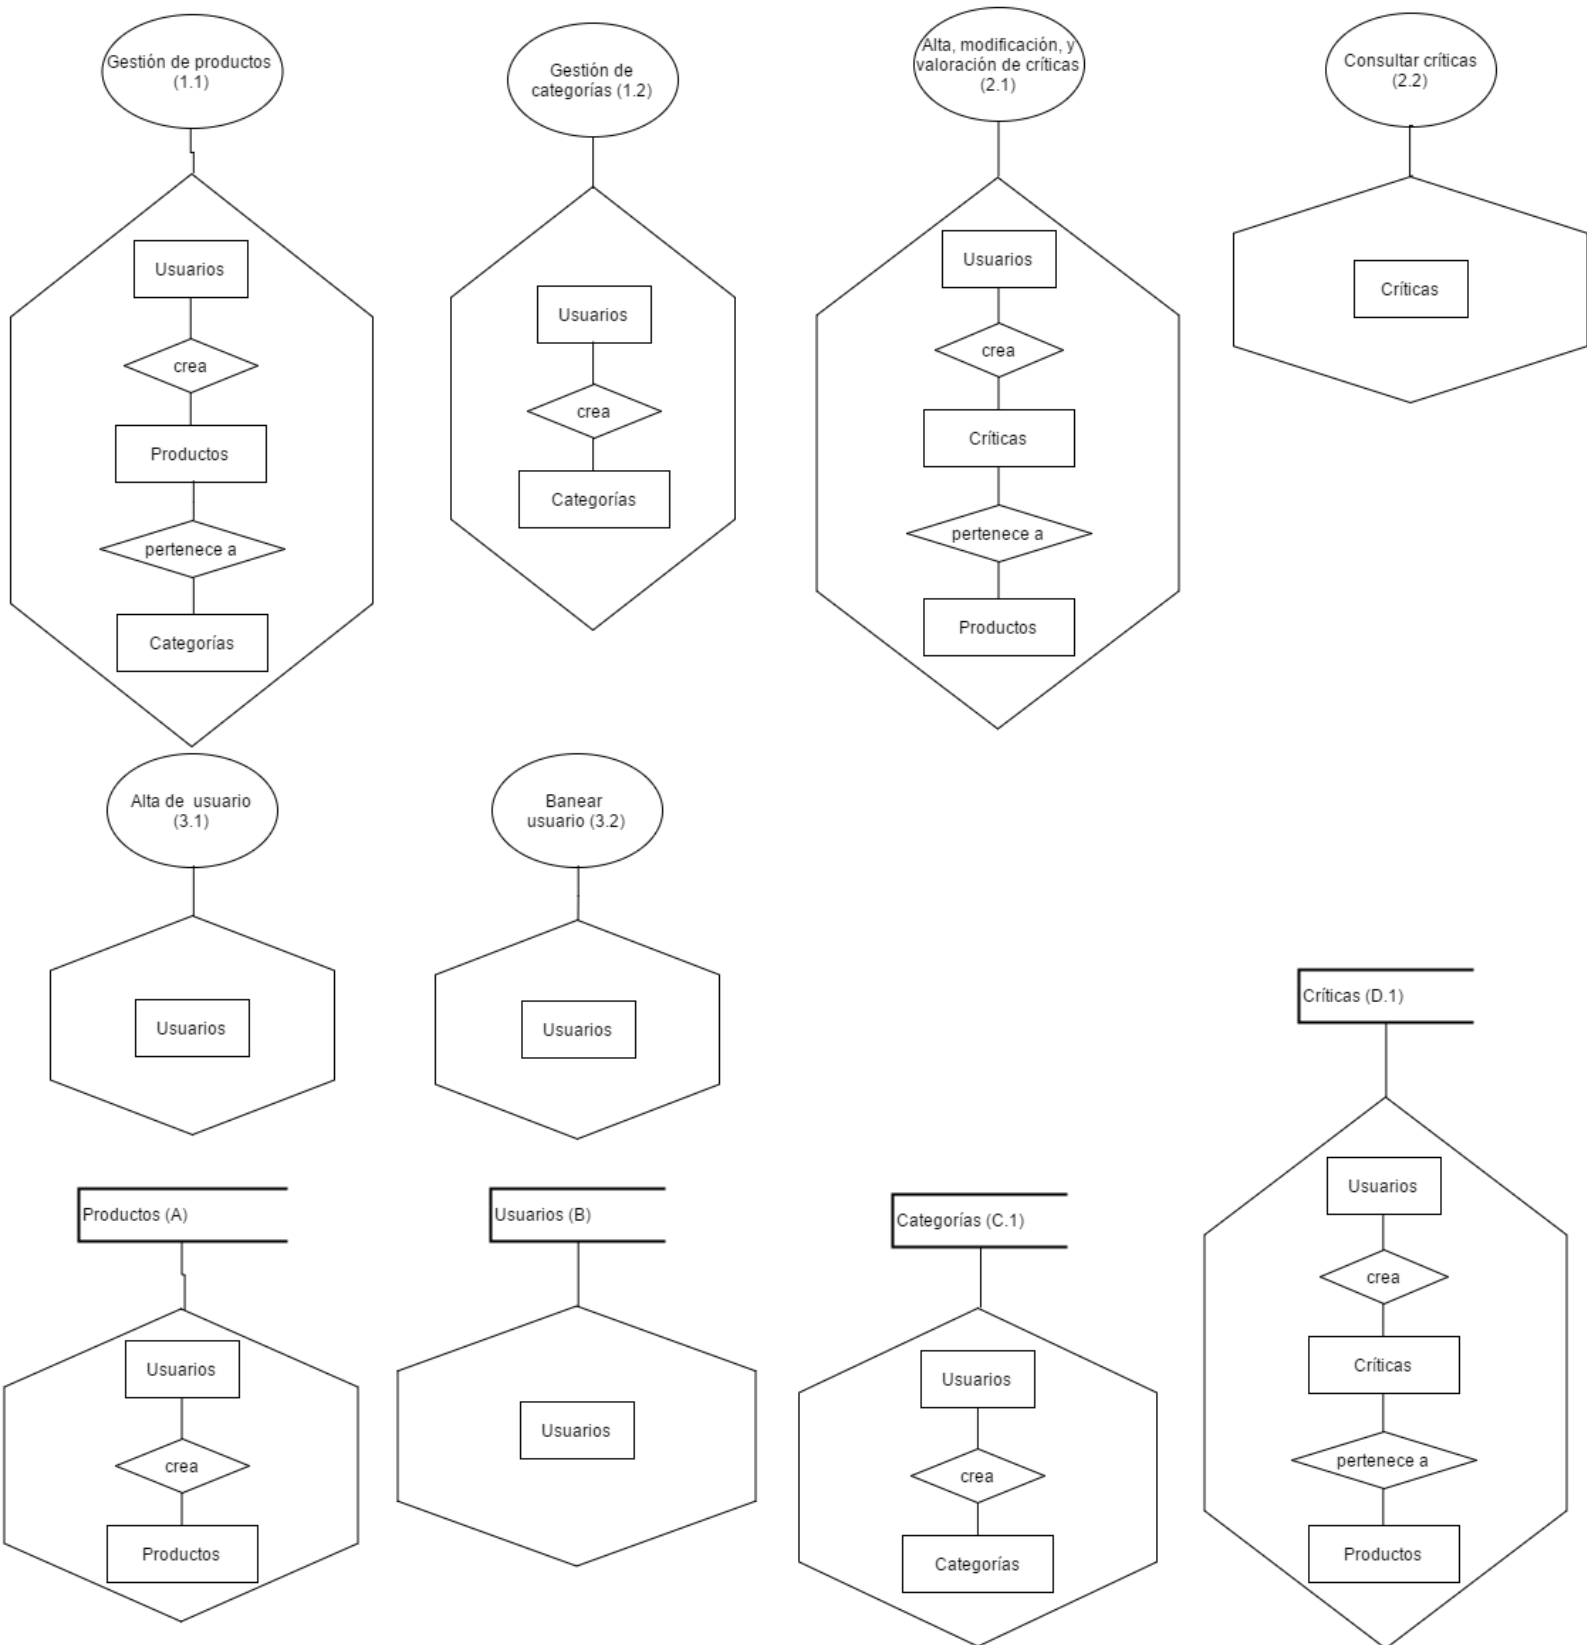 Gestión de productos
(1.1)
Usuarios
crea
Productos
pertenece a
Categorías
Gestión de
categorías (1.2)
Usuarios
crea
Categorías
Alta, modificación, y
valoración de críticas
(2.1)
Usuarios
crea
Críticas
pertenece a
Productos
Consultar críticas
(2.2)
Críticas
Alta de usuario
(3.1)
Usuarios
Banear
usuario (3.2)
Usuarios
Productos (A)
Usuarios
crea
Productos
Usuarios (B)
Usuarios
Categorías (C.1)
Usuarios
crea
Categorías
Críticas (D.1)
Usuarios
crea
Críticas
pertenece a
Productos